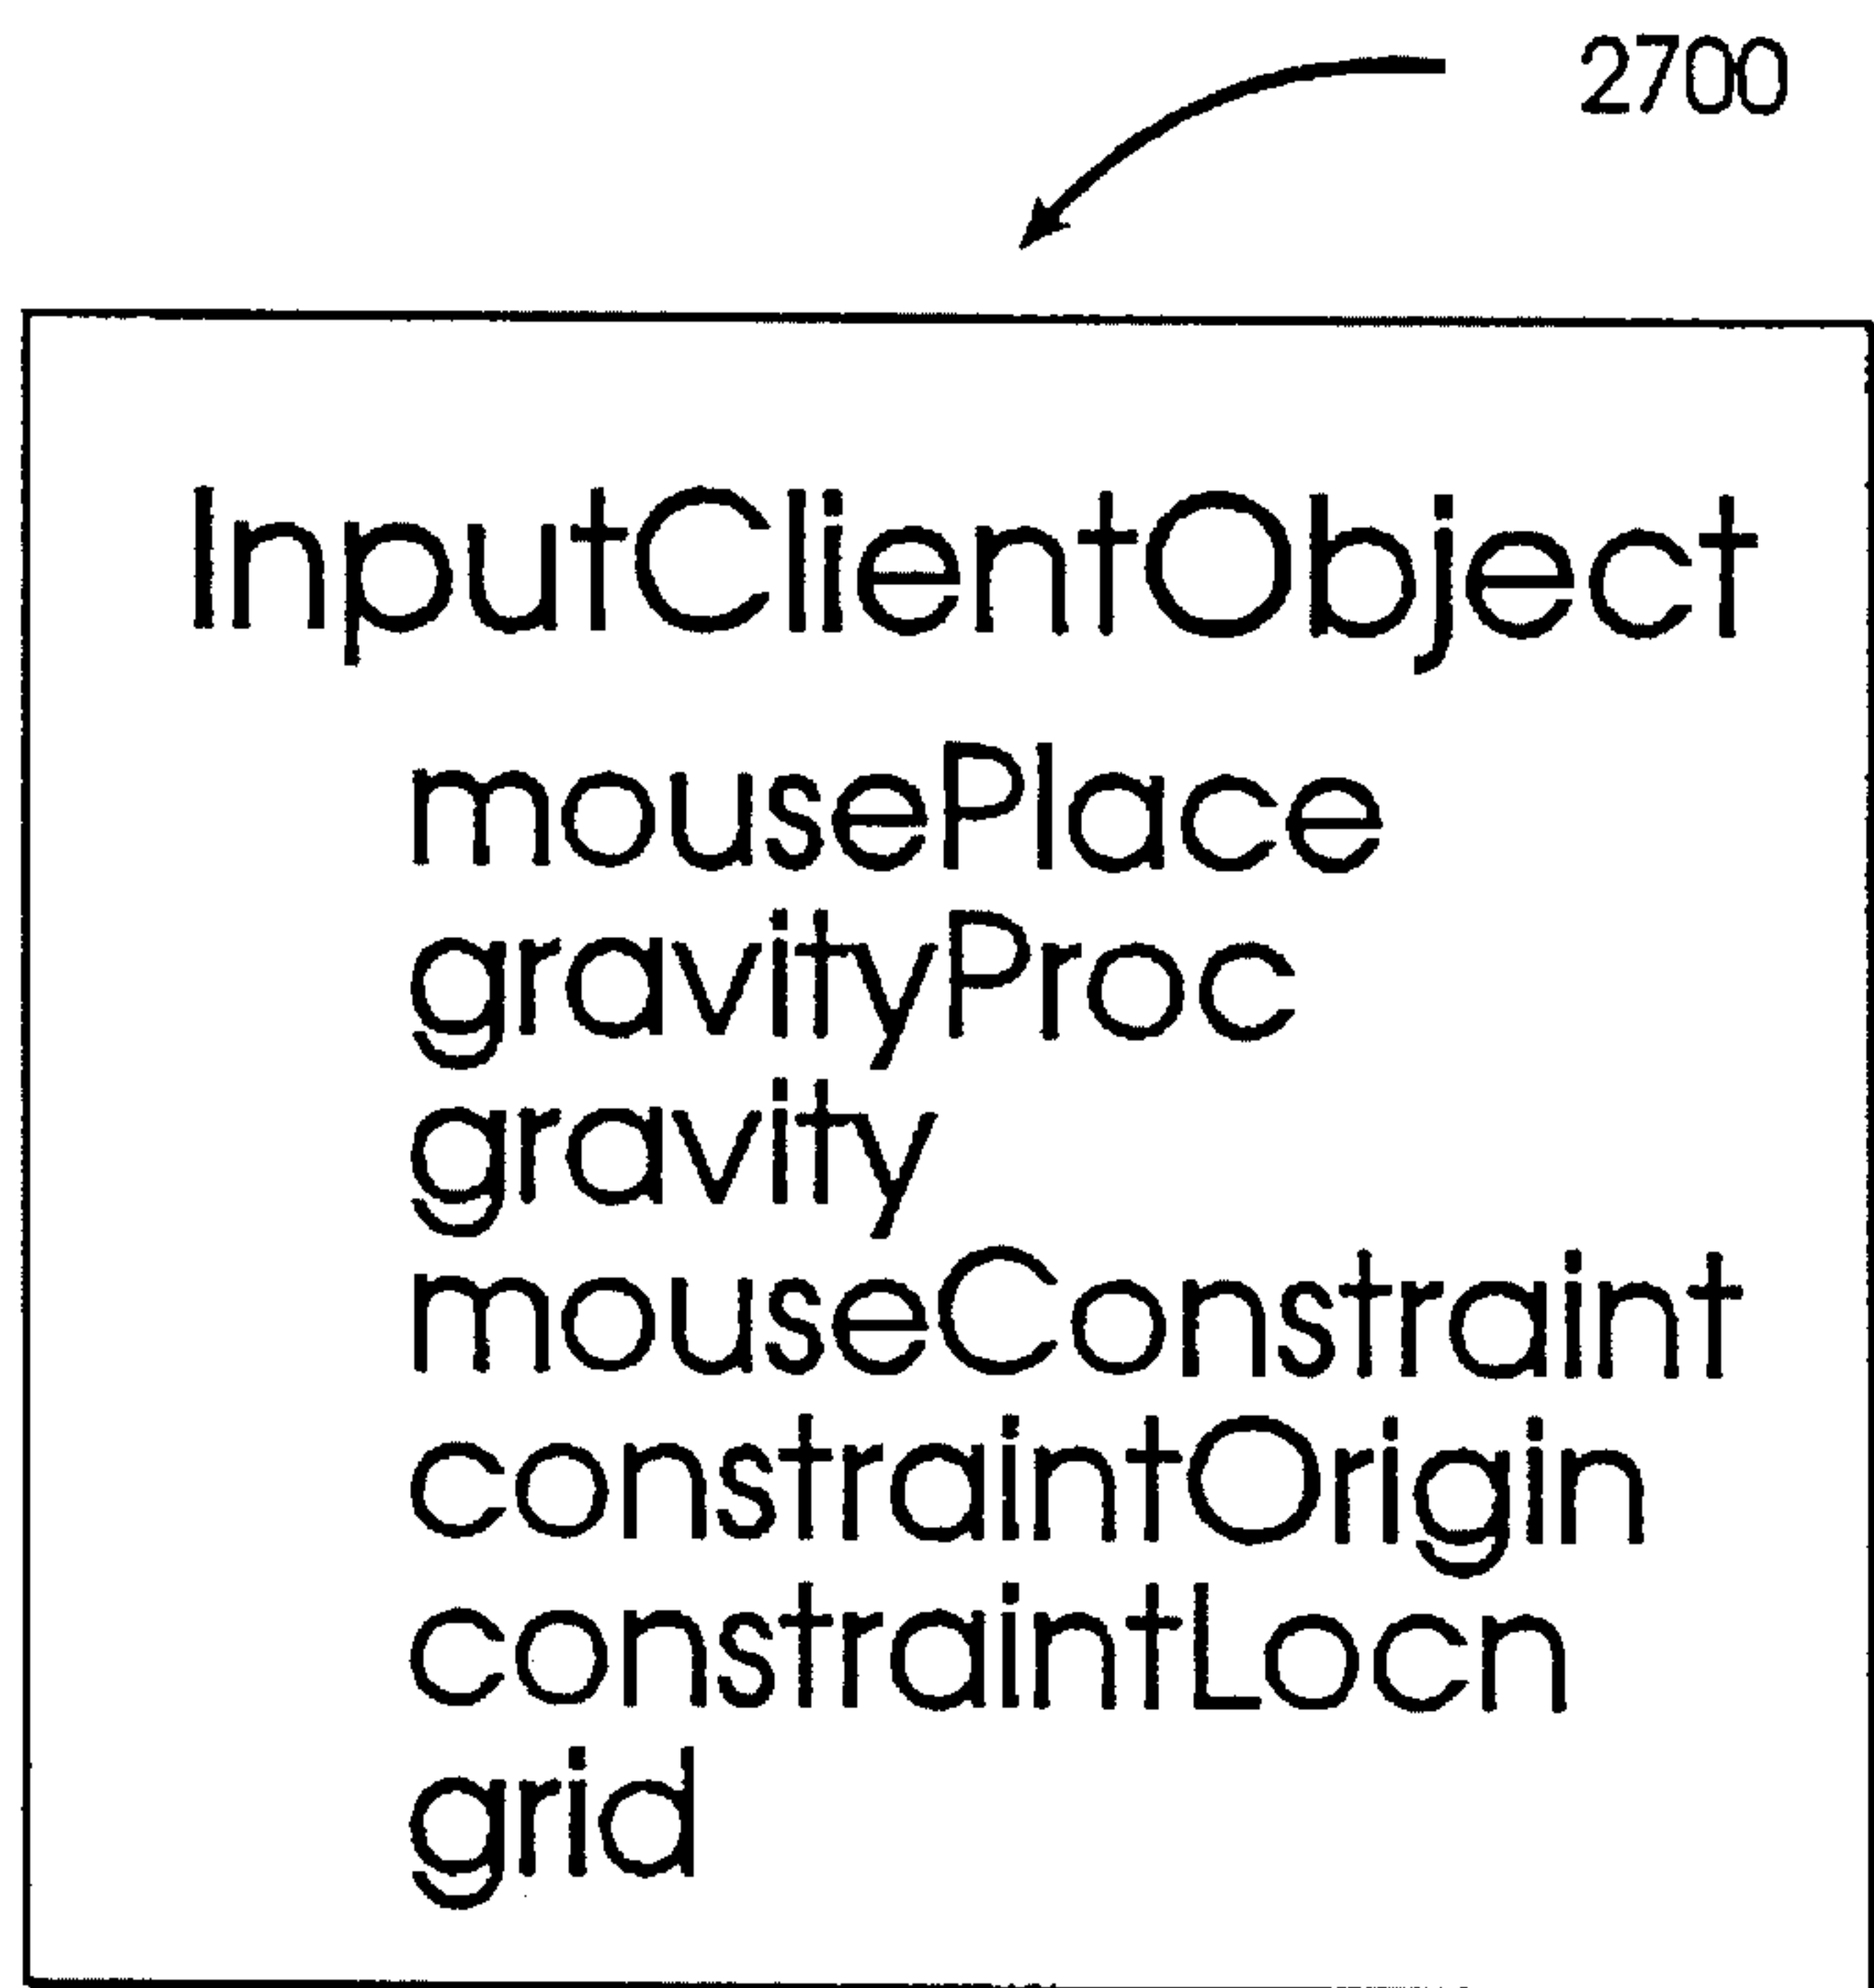 2700
InputClientObject
mousePlace
gravityProc
gravity
mouseConstraint
constraintOrigin
constraintLocn
grid